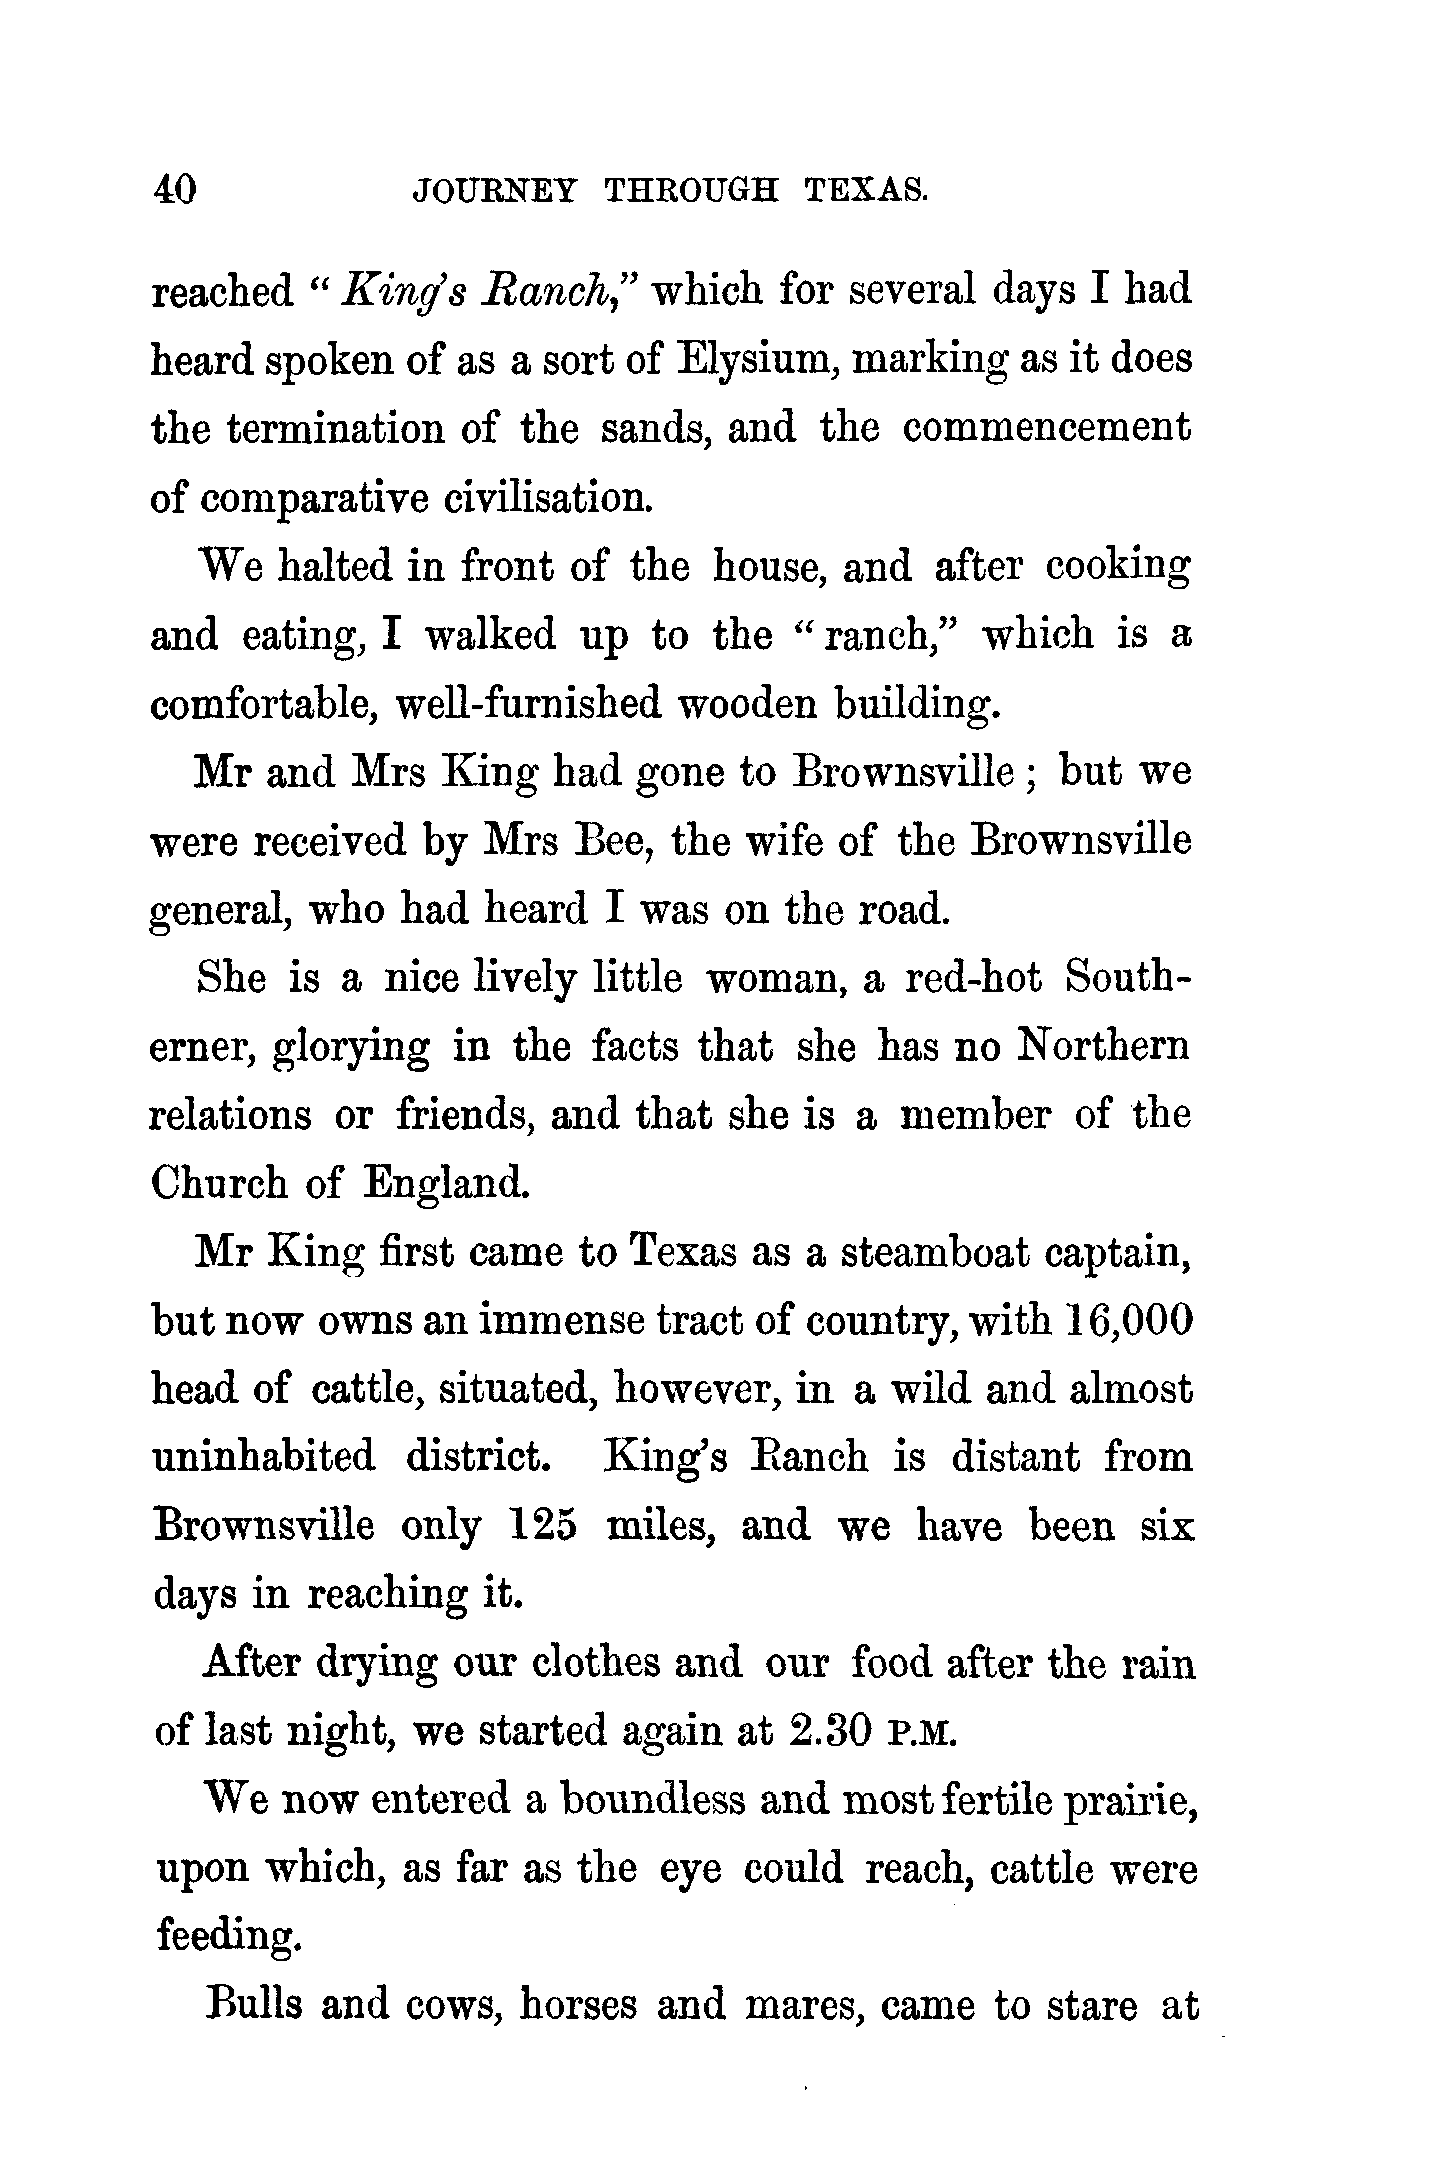 40 JOURNEY THROUGH TEXAS.
reached " King's Ranch," which for several days I had
heard spoken of as a sort of Elysium, marking as it does
the termination of the sands, and the commencement
of comparative civilisation.
We halted in front of the house, and after cooking
and eating, I walked up to the " ranch," which is a
comfortable, well-furnished wooden building.
Mr and Mrs King had gone to Brownsville ; but we
were received by Mrs Bee, the wife of the Brownsville
general, who had heard I was on the road.
She is a nice lively little woman, a red-hot South-
erner, glorying in the facts that she has no Northern
relations or friends, and that she is a member of the
Church of England.
Mr King first came to Texas as a steamboat captain,
but now owns an immense tract of country, with 16,000
head of cattle, situated, however, in a wild and almost
uninhabited district. King's Ranch is distant from
Brownsville only 125 miles, and we have been six
days in reaching it.
After drying our clothes and our food after the rain
of last night, we started again at 2.30 P.M.
We now entered a boundless and most fertile prairie,
upon which, as far as the eye could reach, cattle were
feeding.
Bulls and cows, horses and mares, came to stare at